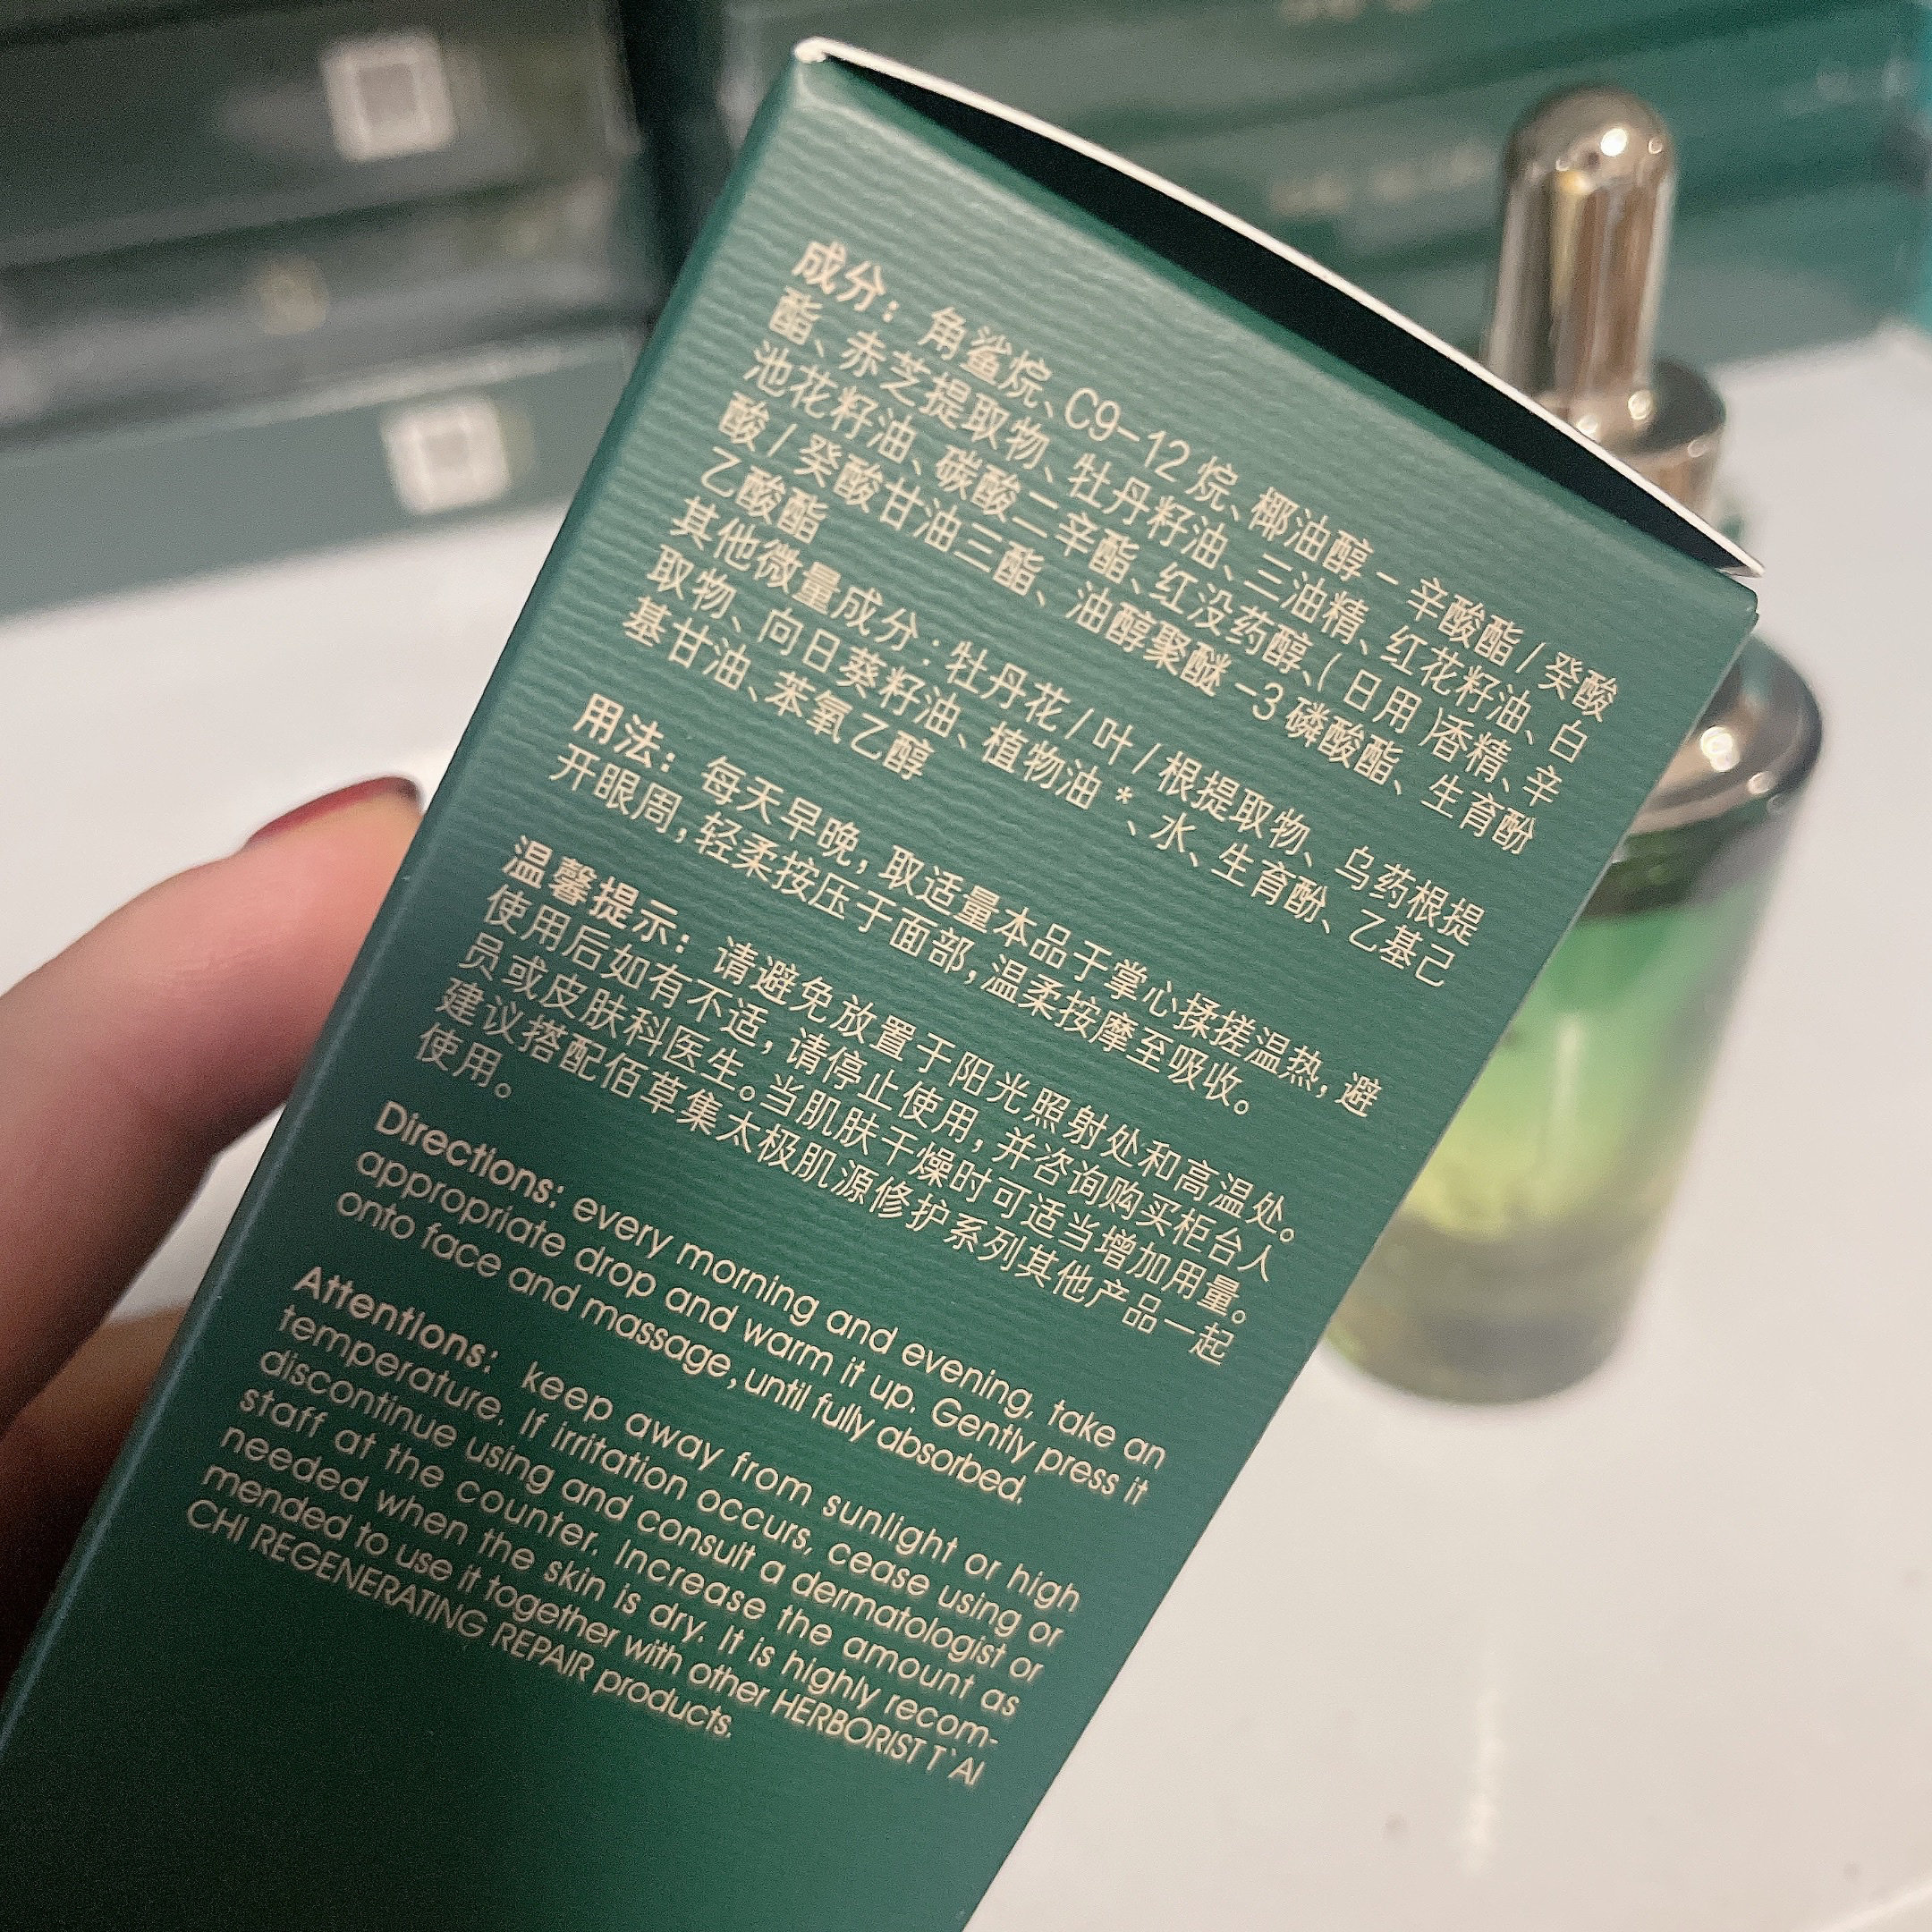 成分：角鲨烷、C9-12 烷、椰油醇－辛酸酯 / 癸酸
酯、赤芝提取物、牡丹籽油、三油精、红花籽油、白
池花籽油、碳酸二辛酯、红没药醇、( 日用 )香精、辛
酸 / 癸酸甘油三酯、油醇聚醚 -3 磷酸酯、生育酚
乙酸酯
其他微量成分：牡丹花 / 叶 / 根提取物、乌药根提
取物、向日葵籽油、植物油 *、水、生育酚、乙基己
基甘油、苯氧乙醇
用法：每天早晚，取适量本品于掌心揉搓温热，避
开眼周，轻柔按压于面部，温柔按摩至吸收。
温馨提示：请避免放置于阳光照射处和高温处。
使用后如有不适，请停止使用，并咨询购买柜台人
员或皮肤科医生。当肌肤干燥时可适当增加用量。
建议搭配佰草集太极肌源修护系列其他产品一起
使用。
Directions: every morning and evening, take an
appropriate drop and warm it up. Gently press it
onto face and massage, until fully absorbed.
Attentions: keep away from sunlight or high
temperature. If irritation occurs, cease using or
discontinue using and consult a dermatologist or
staff at the counter. Increase the amount as
needed when the skin is dry. It is highly recom-
mended to use it together with other HERBORIST T`AI
CHI REGENERATING REPAIR products.